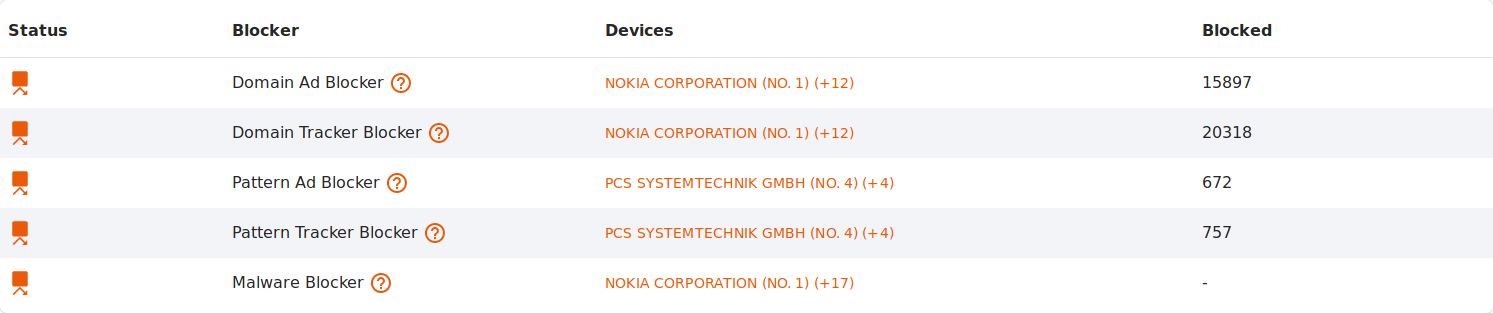 Status Blocker Devices Blocked
Domain Ad Blocker ? NOKIA CORPORATION (NO. 1) (+12) 15897
Domain Tracker Blocker ? NOKIA CORPORATION (NO. 1) (+12) 20318
Pattern Ad Blocker ? PCS SYSTEMTECHNIK GMBH (NO. 4) (+4) 672
Pattern Tracker Blocker ? PCS SYSTEMTECHNIK GMBH (NO. 4) (+4) 757
Malware Blocker ? NOKIA CORPORATION (NO. 1) (+17) -